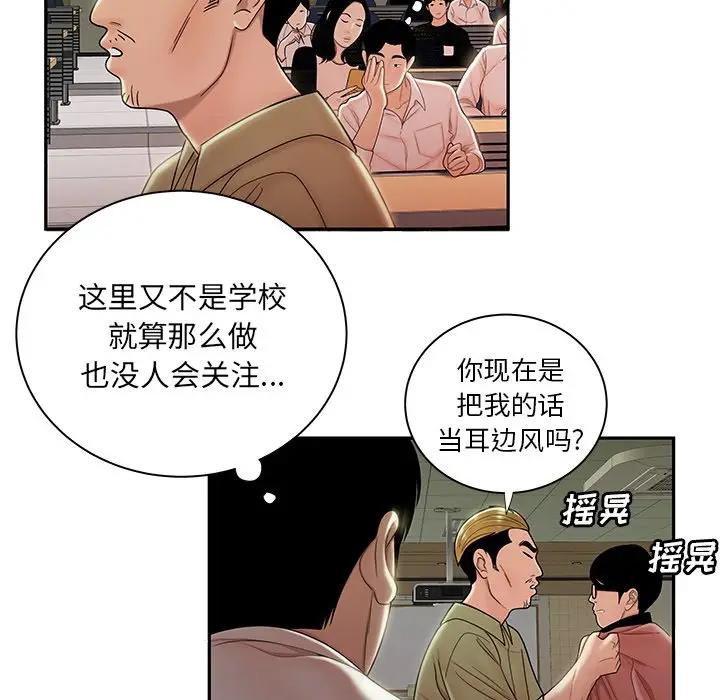 这里又不是学校
就算那么做
也没人会关注...
你现在是
把我的话
当耳边风吗?
摇晃
摇晃